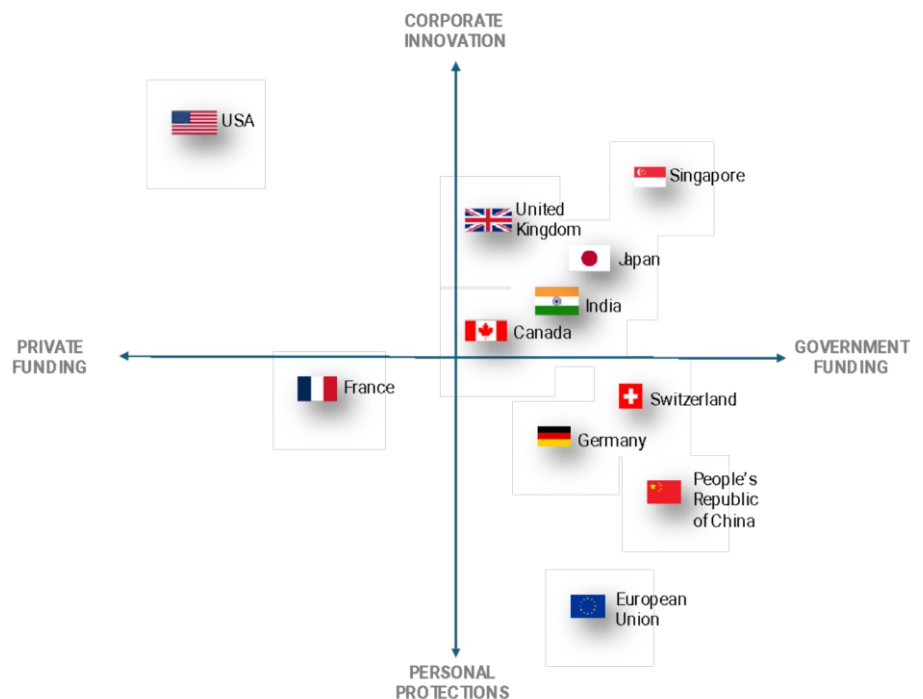 CORPORATE
INNOVATION
USA
Singapore
United
Kingdom
Japan
India
Canada
PRIVATE
FUNDING
GOVERNMENT
FUNDING
France
Switzerland
Germany
People's
Republic
of China
European
Union
PERSONAL
PROTECTIONS